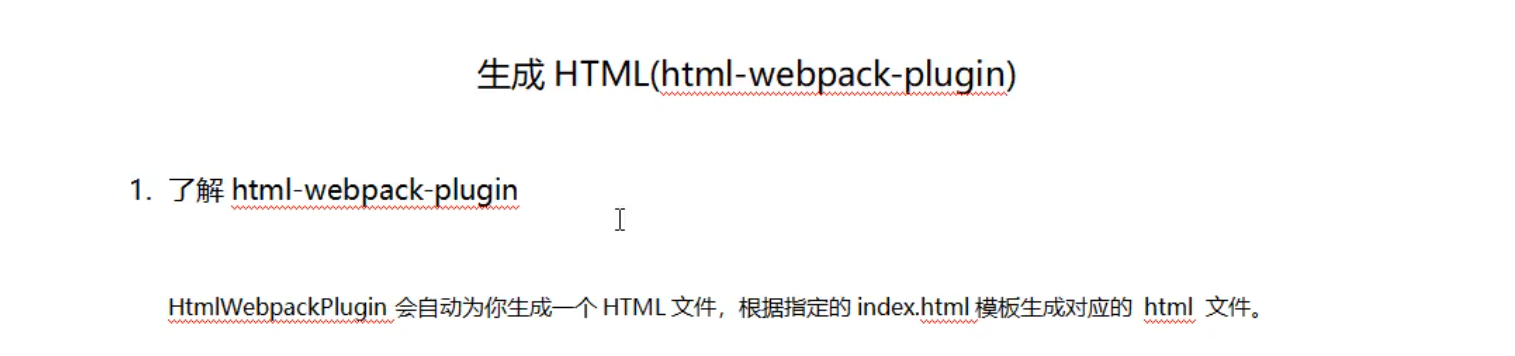 生成 HTML(html-webpack-plugin)
1. 了解 html-webpack-plugin
HtmlWebpackPlugin 会自动为你生成一个 HTML 文件，根据指定的 index.html 模板生成对应的 html 文件。